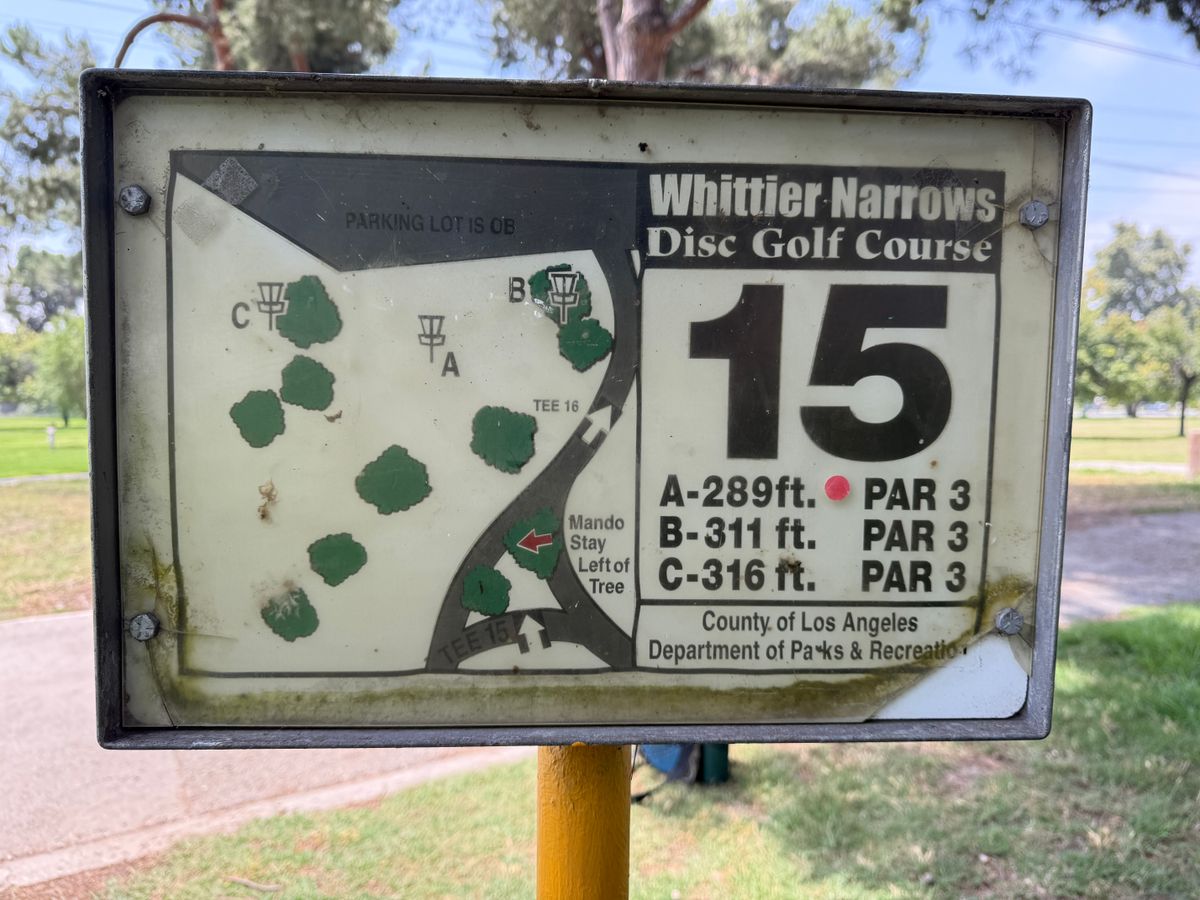 PARKING LOT IS OB
C
A
B
TEE 16
Mando
Stay
Left of
Tree
TEE 15
Whittier Narrows
Disc Golf Course
15
A-289ft. PAR 3
B-311 ft. PAR 3
C-316 ft. PAR 3
County of Los Angeles
Department of Parks & Recreation